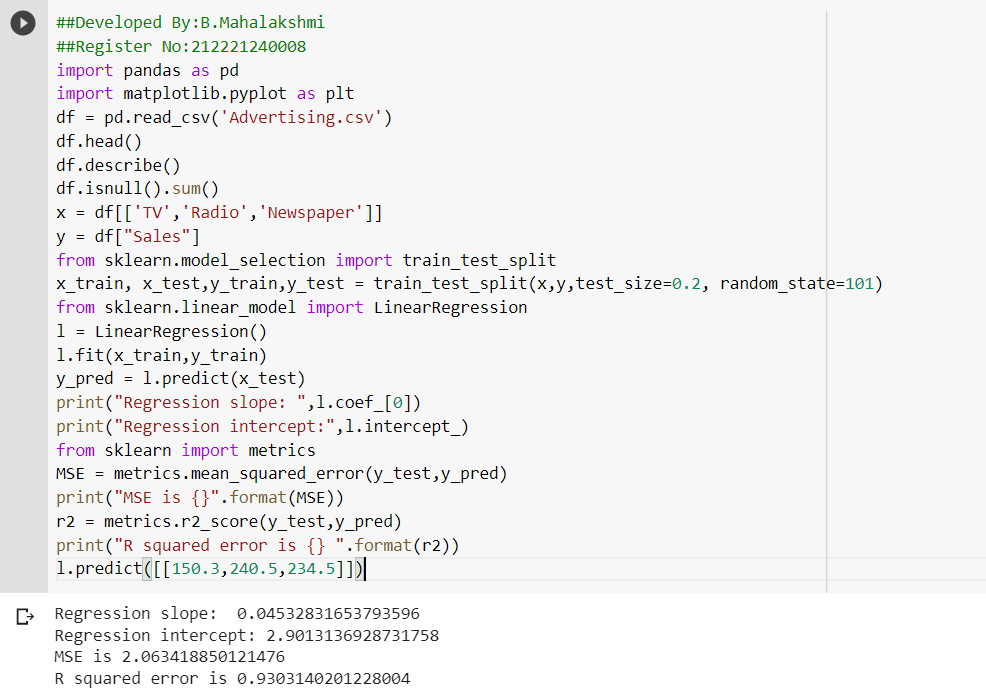 ##Developed By:B.Mahalakshmi
##Register No:212221240008
import pandas as pd
import matplotlib.pyplot as plt
df = pd.read_csv('Advertising.csv')
df.head()
df.describe()
df.isnull().sum()
x = df[['TV','Radio','Newspaper']]
y = df["Sales"]
from sklearn.model_selection import train_test_split
x_train, x_test,y_train,y_test = train_test_split(x,y,test_size=0.2, random_state=101)
from sklearn.linear_model import LinearRegression
l = LinearRegression()
l.fit(x_train,y_train)
y_pred = l.predict(x_test)
print("Regression slope: ",l.coef_[0])
print("Regression intercept:",l.intercept_)
from sklearn import metrics
MSE = metrics.mean_squared_error(y_test,y_pred)
print("MSE is {}".format(MSE))
r2 = metrics.r2_score(y_test,y_pred)
print("R squared error is {} ".format(r2))
l.predict([[150.3,240.5,234.5]])
Regression slope:  0.04532831653793596
Regression intercept: 2.9013136928731758
MSE is 2.063418850121476
R squared error is 0.9303140201228004